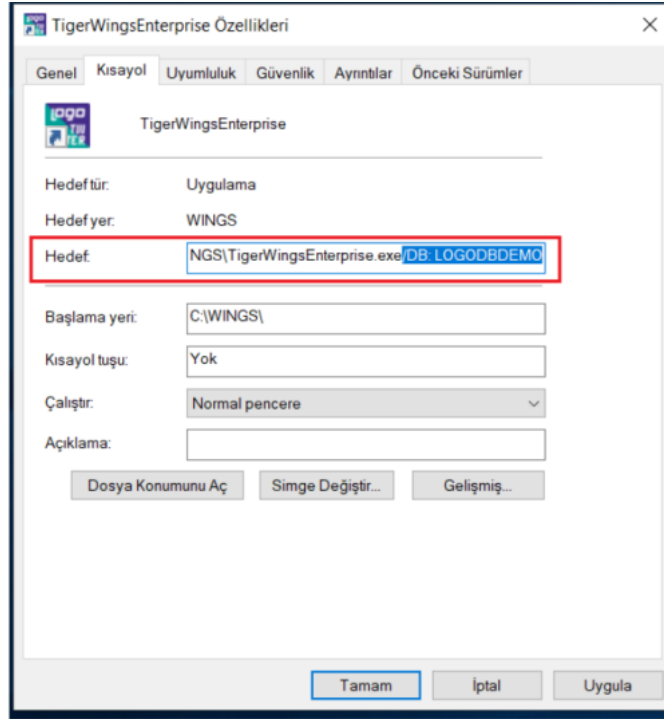 TigerWingsEnterprise Özellikleri
Genel Kısayol Uyumluluk Güvenlik Ayrıntılar Önceki Sürümler
TigerWingsEnterprise
Hedef tür: Uygulama
Hedef yer: WINGS
Hedef: NGS\TigerWingsEnterprise.exe/DB: LOGODBDEMO
Başlama yeri: C:\WINGS\
Kısayol tuşu: Yok
Çalıştır: Normal pencere
Açıklama:
Dosya Konumunu Aç Simge Değiştir... Gelişmiş...
Tamam İptal Uygula